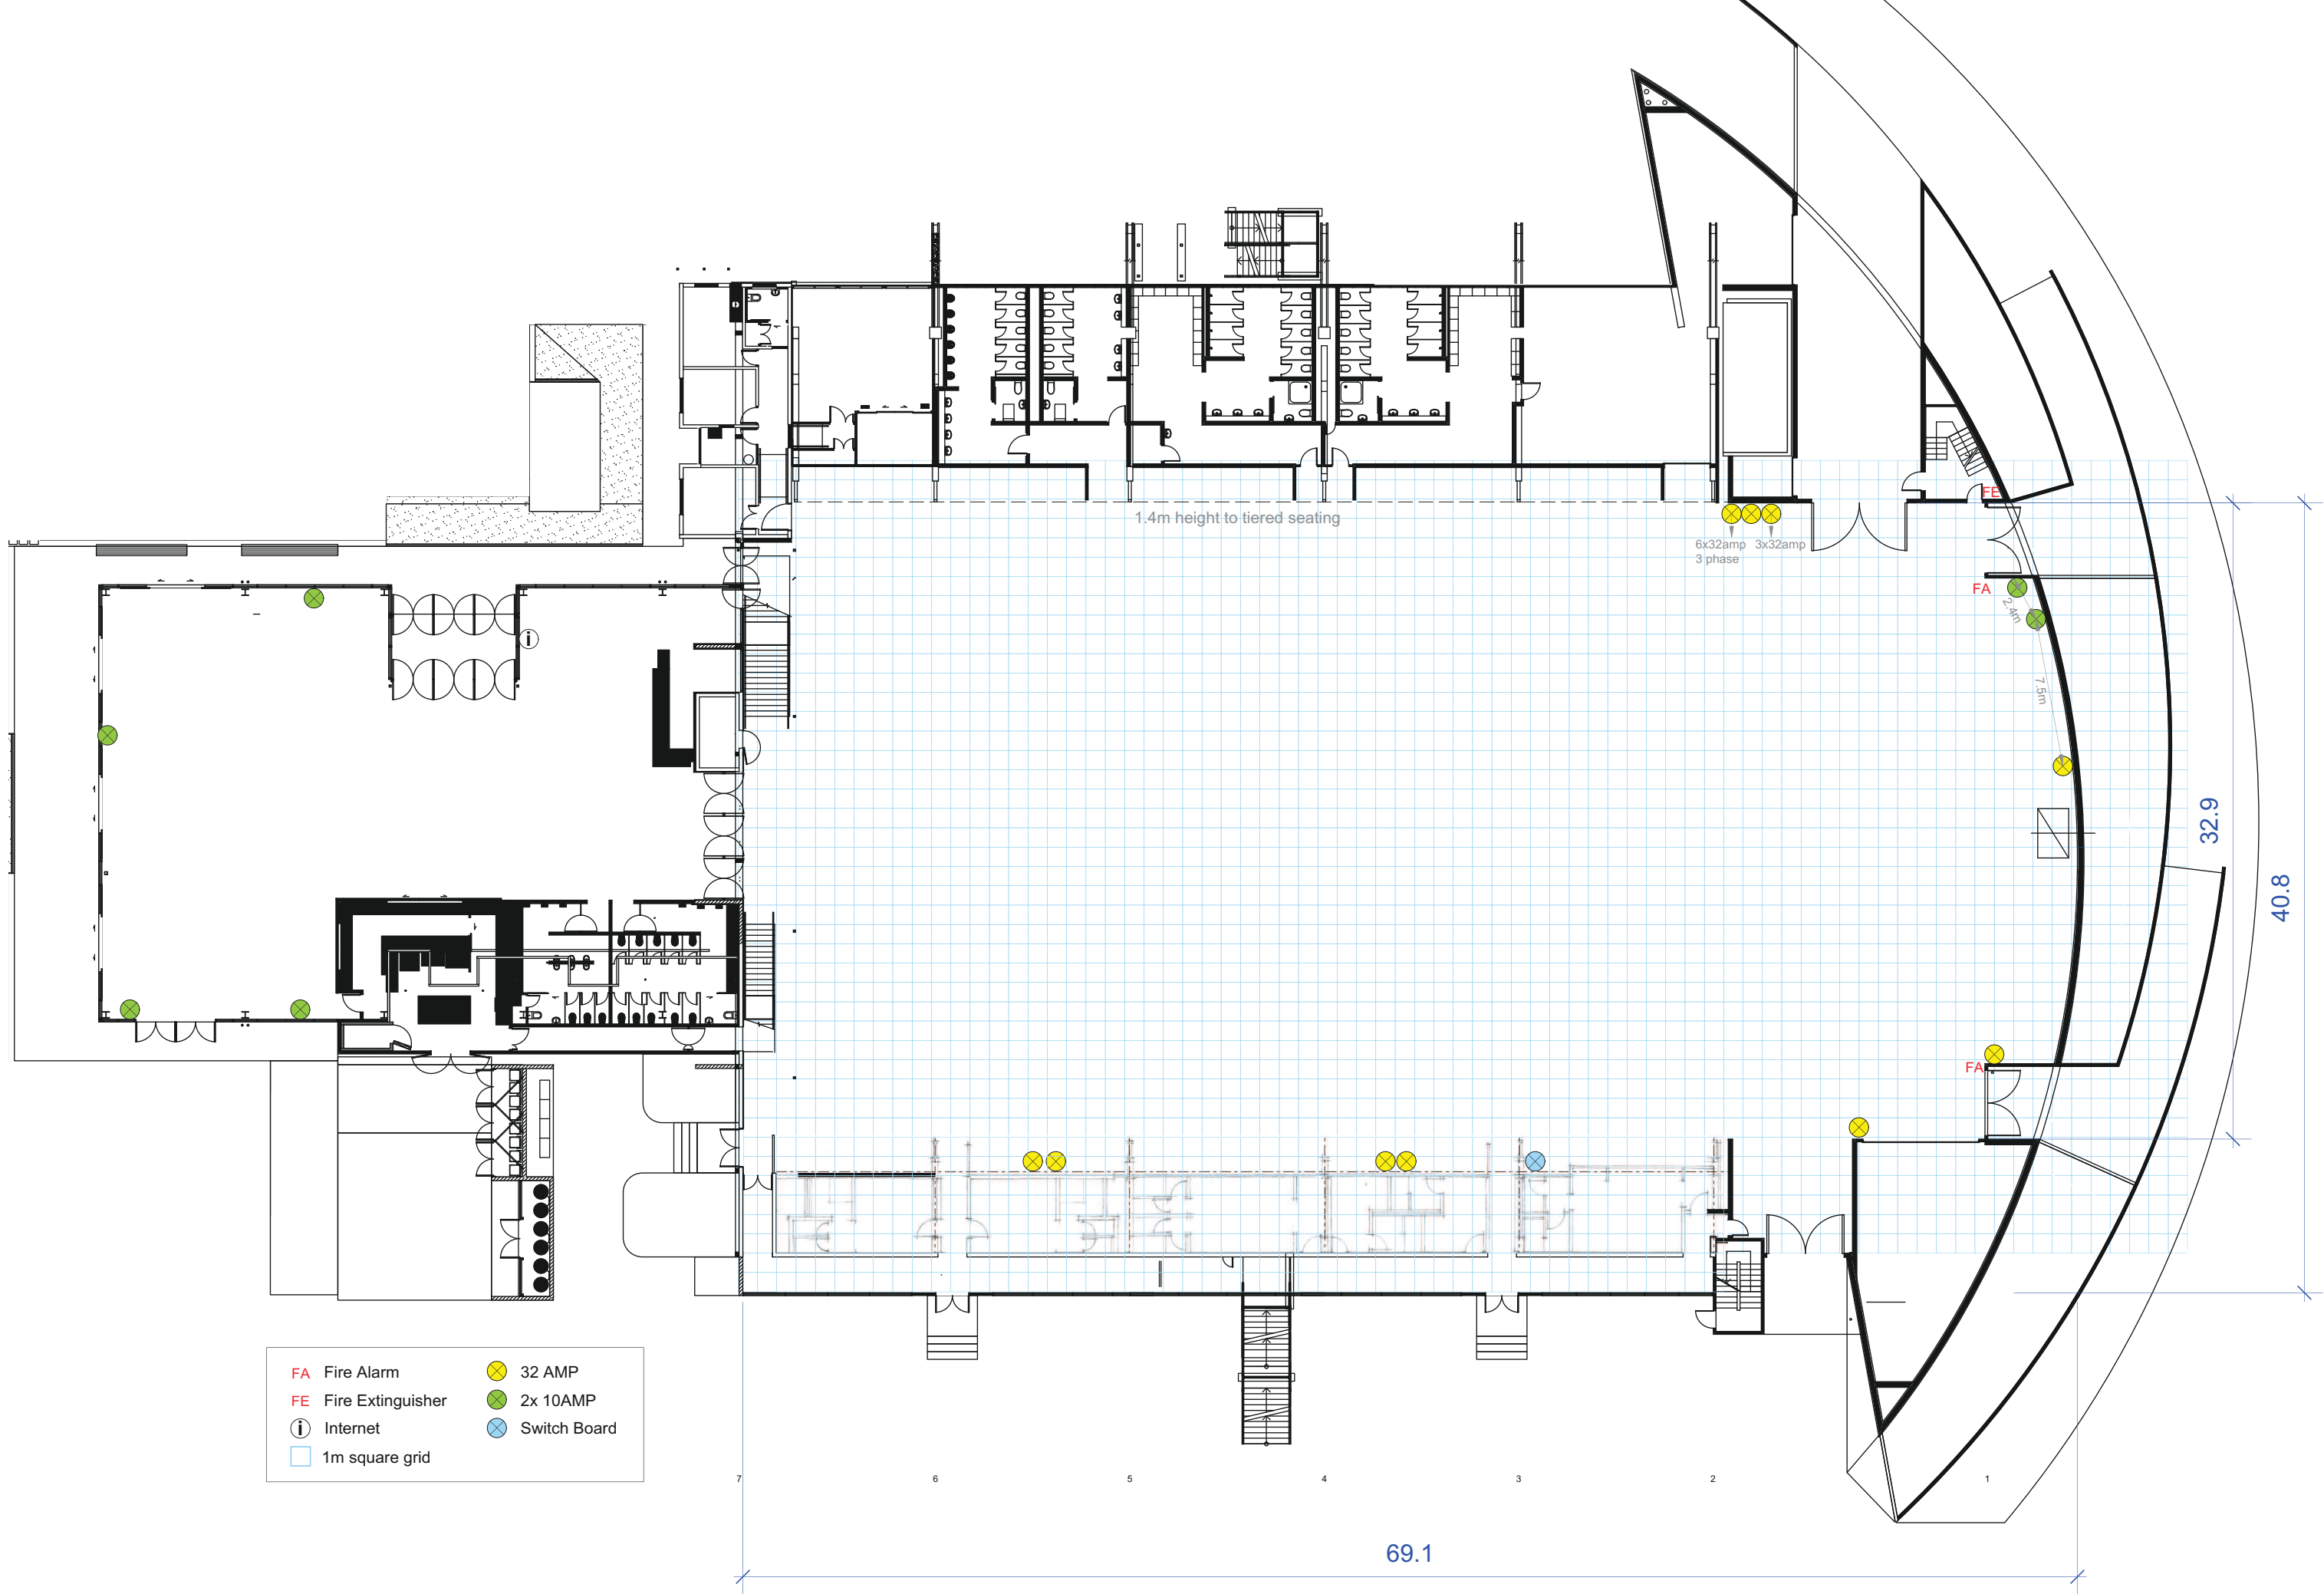 1.4m height to tiered seating
FE
6x32amp
3 phase
3x32amp
FA
2.4m
7.5m
32.9
40.8
FA
FA Fire Alarm
32 AMP
FE Fire Extinguisher
2x 10AMP
i Internet
Switch Board
1m square grid
i
7 6 5 4 3 2 1
69.1